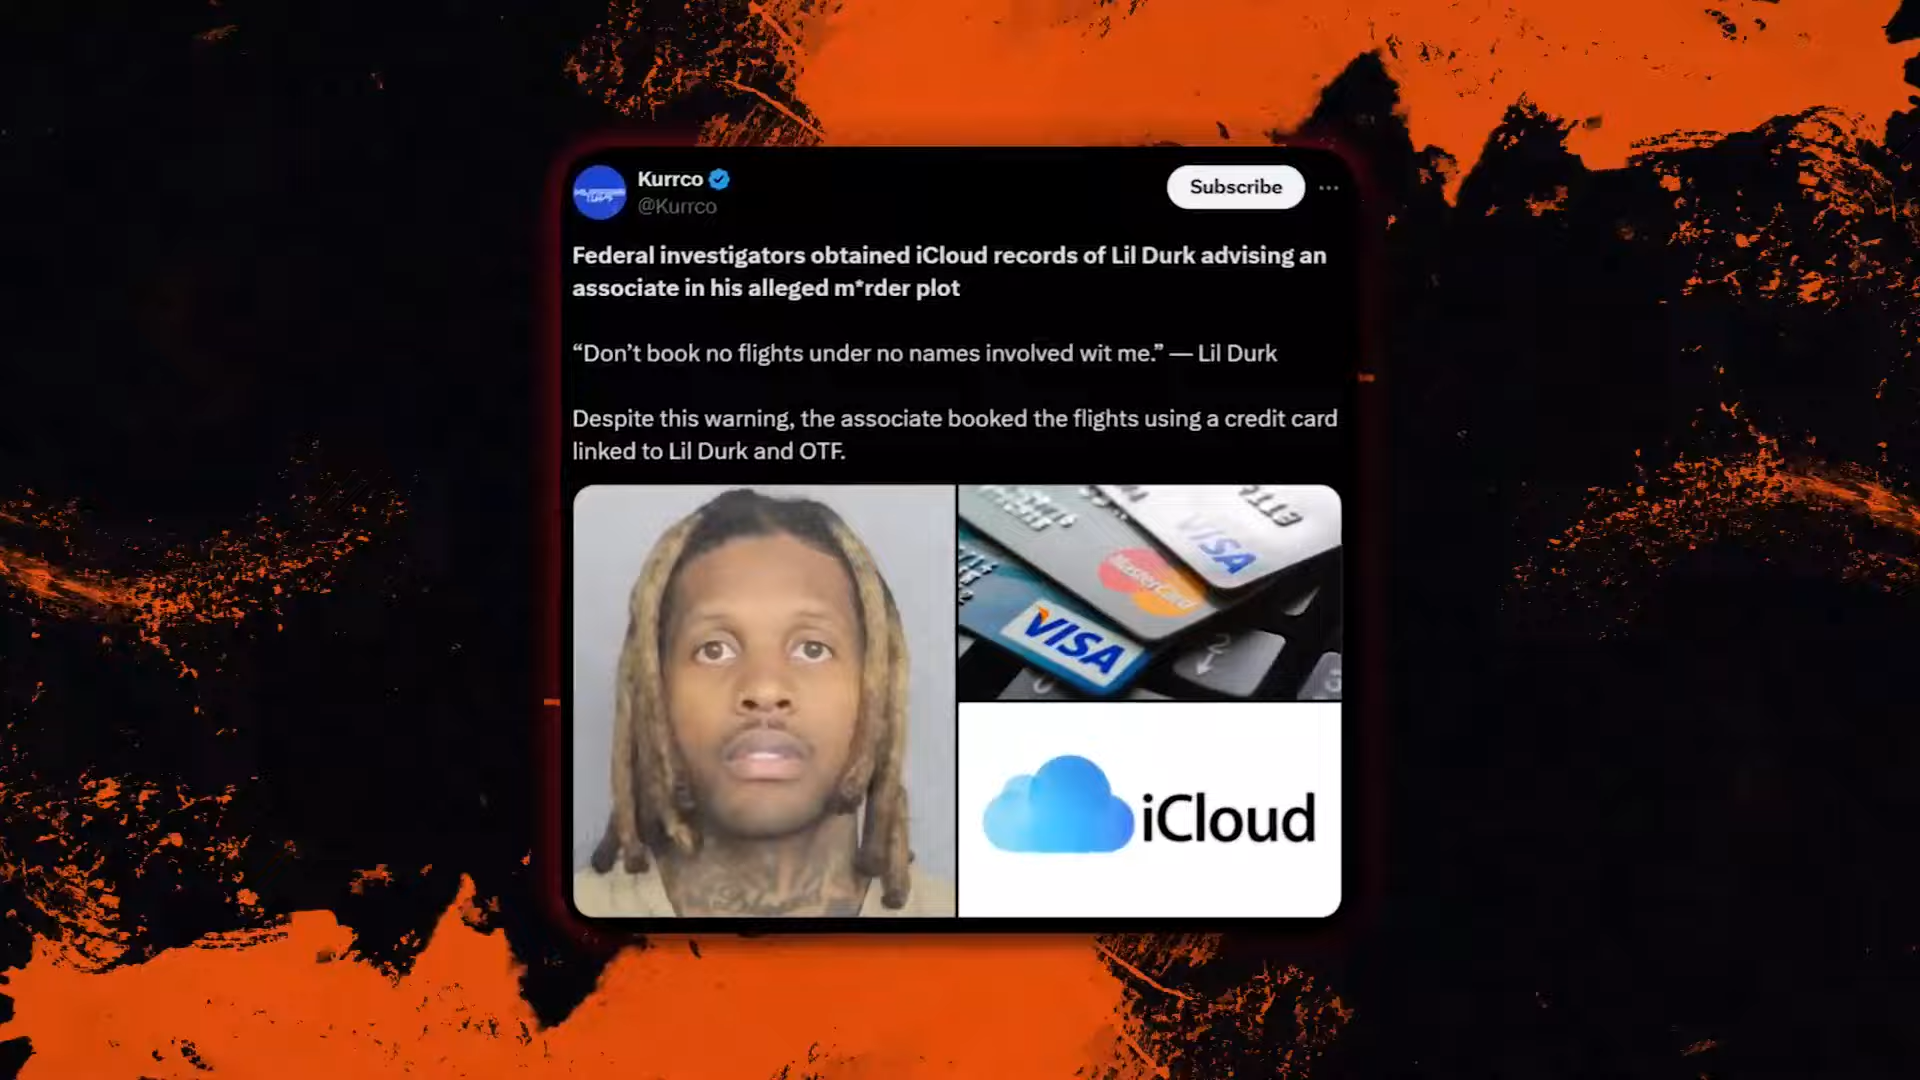 Kurrco
@Kurrco
Subscribe
Federal investigators obtained iCloud records of Lil Durk advising an
associate in his alleged m*rder plot
“Don’t book no flights under no names involved wit me.” — Lil Durk
Despite this warning, the associate booked the flights using a credit card
linked to Lil Durk and OTF.
VISA
MasterCard
VISA
iCloud